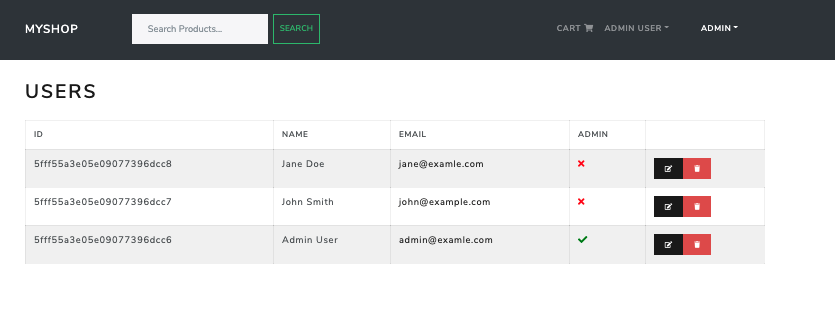 MYSHOP Search Products... SEARCH CART ADMIN USER ADMIN
USERS
ID NAME EMAIL ADMIN
5fff55a3e05e09077396dcc8 Jane Doe jane@examle.com
5fff55a3e05e09077396dcc7 John Smith john@example.com
5fff55a3e05e09077396dcc6 Admin User admin@examle.com